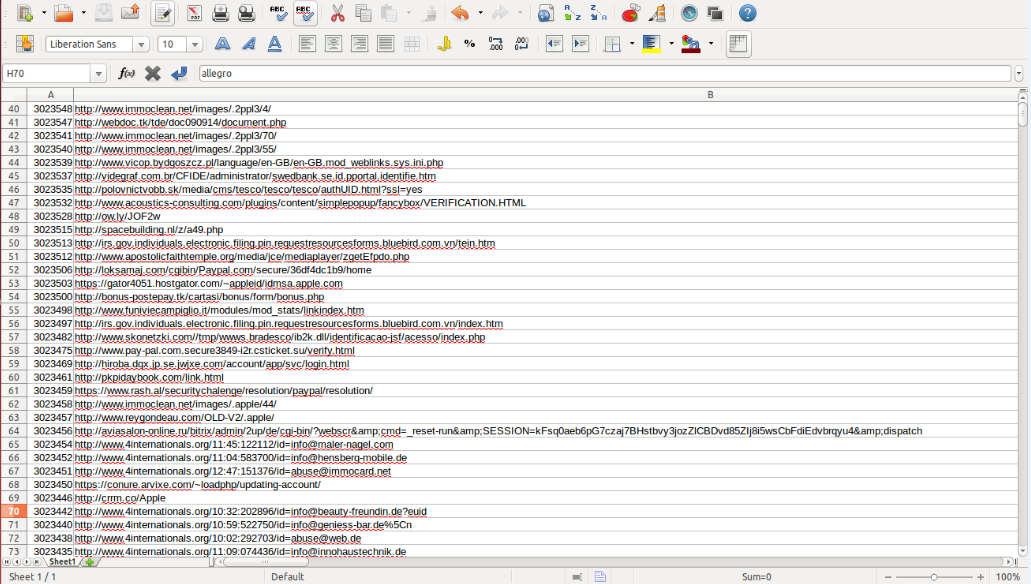 Liberation Sans 10 %
H70 f(x) allegro
A B
40 3023548 http://www.immoclean.net/images/.2ppl3/4/
41 3023547 http://webdoc.tk/tde/doc090914/document.php
42 3023541 http://www.immoclean.net/images/.2ppl3/70/
43 3023540 http://www.immoclean.net/images/.2ppl3/55/
44 3023539 http://www.vicop.bydgoszcz.pl/language/en-GB/en-GB.mod_weblinks.sys.ini.php
45 3023537 http://videgraf.com.br/CFIDE/administrator/swedbank.se.id.pportal.identifie.htm
46 3023535 http://polovnictvobb.sk/media/cms/tesco/tesco/tesco/authUID.html?ssl=yes
47 3023532 http://www.acoustics-consulting.com/plugins/content/simplepopup/fancybox/VERIFICATION.HTML
48 3023528 http://ow.ly/JOF2w
49 3023515 http://spacebuilding.nl/z/a49.php
50 3023513 http://irs.gov.individuals.electronic.filing.pin.requestresourcesforms.bluebird.com.vn/tein.htm
51 3023512 http://www.apostolicfaithtemple.org/media/jce/mediaplayer/zgetEfpdo.php
52 3023506 http://loksamaj.com/cgibin/Paypal.com/secure/36df4dc1b9/home
53 3023503 https://gator4051.hostgator.com/~appleid/idmsa.apple.com
54 3023500 http://bonus-postepay.tk/cartasi/bonus/form/bonus.php
55 3023498 http://www.funiviecampiglio.it/modules/mod_stats/linkindex.htm
56 3023497 http://irs.gov.individuals.electronic.filing.pin.requestresourcesforms.bluebird.com.vn/index.htm
57 3023482 http://www.skonetzki.com//tmp/wwws.bradesco/ib2k.dll/identificacao-jsf/acesso/index.php
58 3023475 http://www.pay-pal.com.secure3849-i2r.csticket.su/verify.html
59 3023469 http://hiroba.dqx.jp.se.jwjxe.com/account/app/svc/login.html
60 3023461 http://pkpidaybook.com/link.html
61 3023459 https://www.rash.al/securitychalenge/resolution/paypal/resolution/
62 3023458 http://www.immoclean.net/images/.apple/44/
63 3023457 http://www.reygondeau.com/OLD-V2/.apple/
64 3023456 http://aviasalon-online.ru/bitrix/admin/2up/de/cgi-bin/?webscr&amp;cmd=_reset-run&amp;SESSION=kFsq0aeb6pG7czaj7BHstbvy3jozZlCBDvd85ZIj8i5wsCbFdiEdvbrqyu4&amp;dispatch
65 3023454 http://www.4internationals.org/11:45:122112/id=info@maler-nagel.com
66 3023452 http://www.4internationals.org/11:04:583700/id=info@hensberg-mobile.de
67 3023451 http://www.4internationals.org/12:47:151376/id=abuse@immocard.net
68 3023450 https://conure.arvixe.com/~loadphp/updating-account/
69 3023446 http://crrm.co/Apple
70 3023442 http://www.4internationals.org/10:32:202896/id=info@beauty-freundin.de?euid
71 3023440 http://www.4internationals.org/10:59:522750/id=info@geniess-bar.de%5Cn
72 3023438 http://www.4internationals.org/10:02:292703/id=abuse@web.de
73 3023435 http://www.4internationals.org/11:09:074436/id=info@innohaustechnik.de
Sheet1
Sheet 1 / 1 Default Sum=0 100%